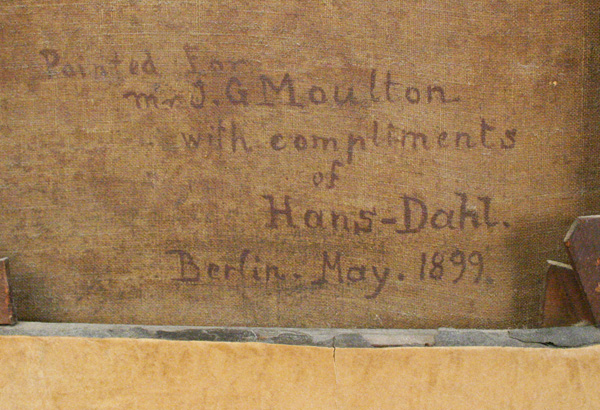 Painted for
Mr J. G Moulton
with compliments
of
Hans-Dahl.
Berlin. May. 1899.